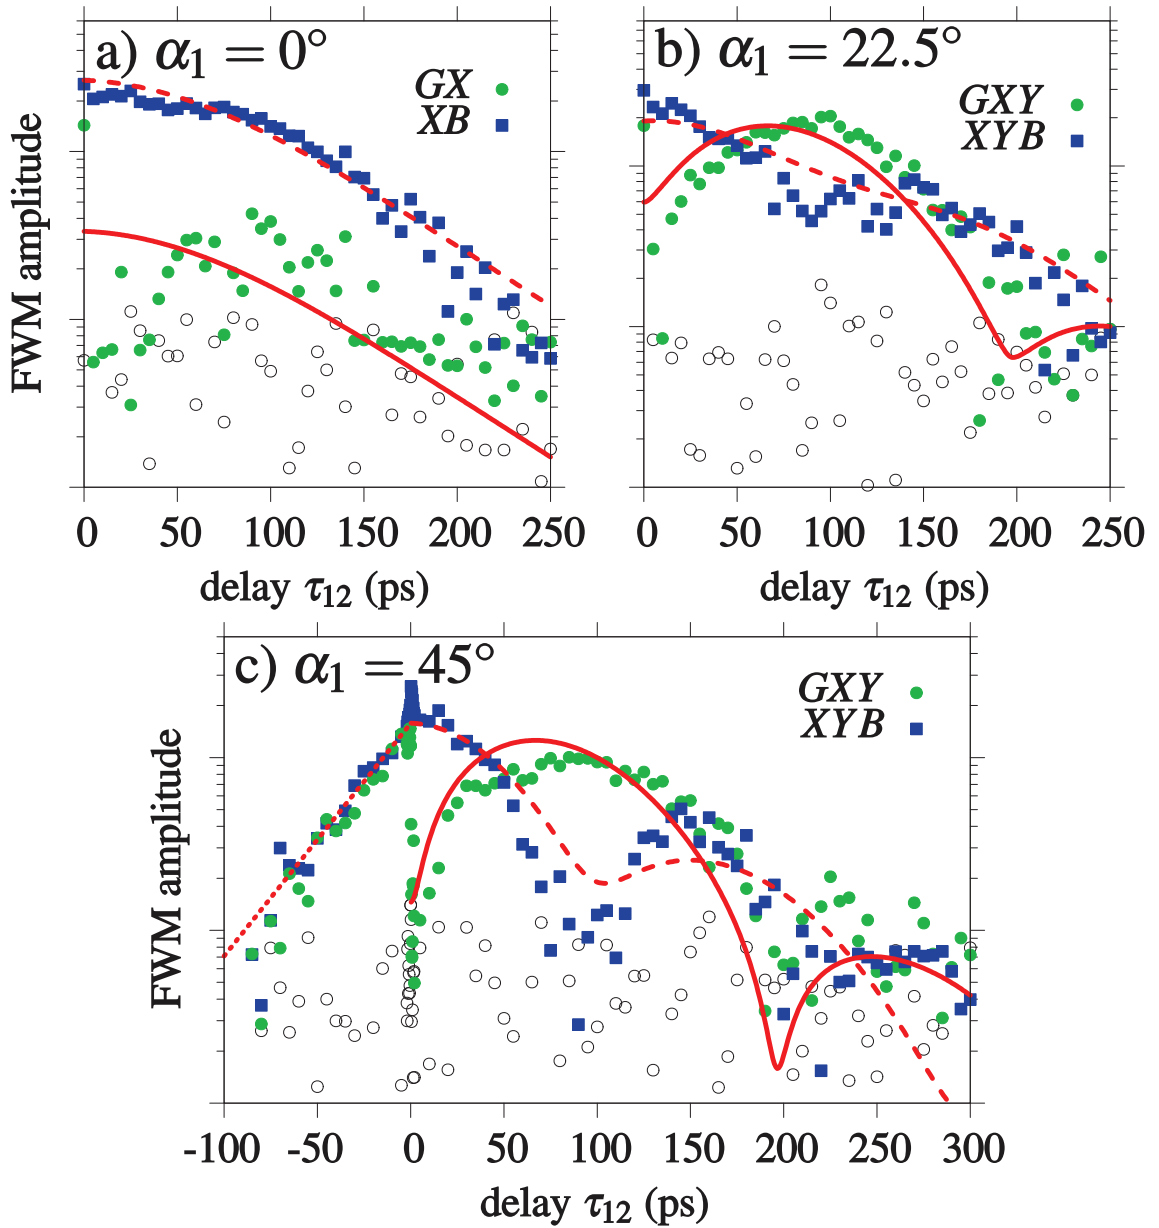 a) α₁ = 0°
GX
XB
FWM amplitude
0 50 100 150 200 250
delay τ₁₂ (ps)
b) α₁ = 22.5°
GXY
XYB
0 50 100 150 200 250
delay τ₁₂ (ps)
c) α₁ = 45°
GXY
XYB
FWM amplitude
-100 -50 0 50 100 150 200 250 300
delay τ₁₂ (ps)